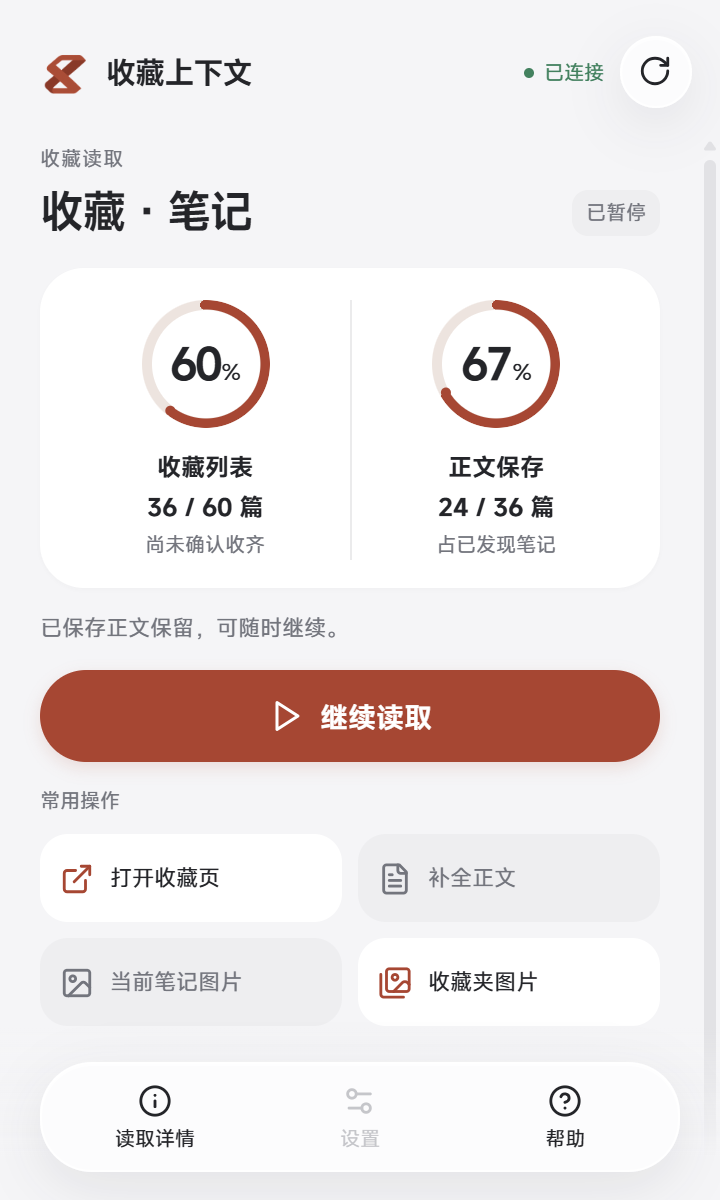 收藏上下文
已连接
收藏读取
收藏 · 笔记
已暂停
60%
67%
收藏列表
正文保存
36 / 60 篇
24 / 36 篇
尚未确认收齐
占已发现笔记
已保存正文保留，可随时继续。
继续读取
常用操作
打开收藏页
补全正文
当前笔记图片
收藏夹图片
读取详情
设置
帮助